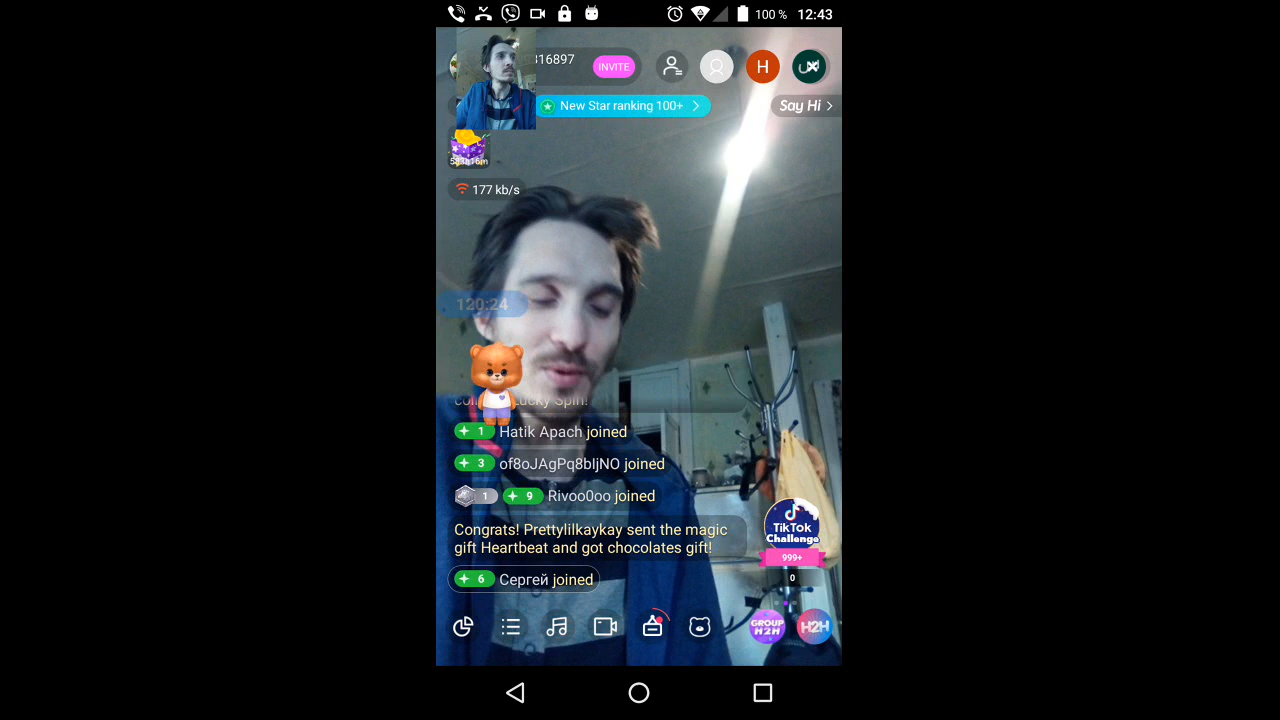 100 %
12:43
316897
INVITE
H
New Star ranking 100+
Say Hi
177 kb/s
120:24
Lucky Spin!
1 Hatik Apach joined
3 of8oJAgPq8bIjNO joined
1 9 Rivoo0oo joined
Congrats! Prettylilkaykay sent the magic
gift Heartbeat and got chocolates gift!
6 Сергей joined
TikTok
Challenge
999+
0
GROUP
H2H
H2H